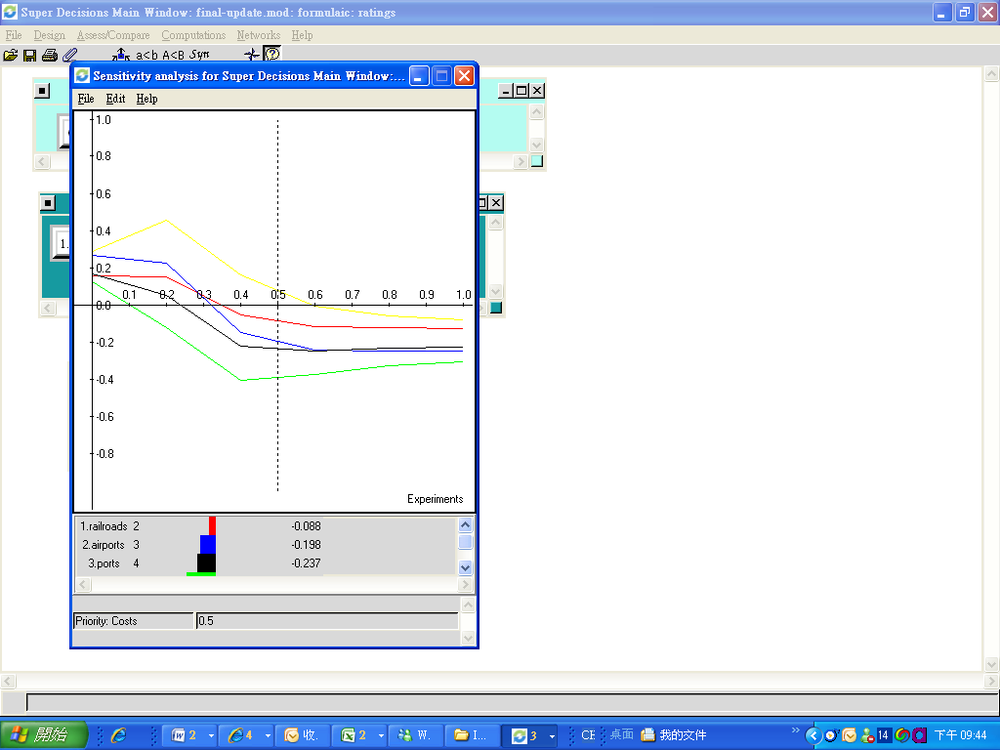 Super Decisions Main Window: final-update.mod: formulaic: ratings
File Design Assess/Compare Computations Networks Help
a<b A<B Syn
Sensitivity analysis for Super Decisions Main Window:...
File Edit Help
1.0
0.8
0.6
0.4
0.2
0.1 0.2 0.3 0.4 0.5 0.6 0.7 0.8 0.9 1.0
0.0
-0.2
-0.4
-0.6
-0.8
Experiments
1.
1.railroads 2 -0.088
2.airports 3 -0.198
3.ports 4 -0.237
Priority: Costs 0.5
開始 2 4 收. 2 W. I... 3 CH 桌面 我的文件 » 14 下午 09:44